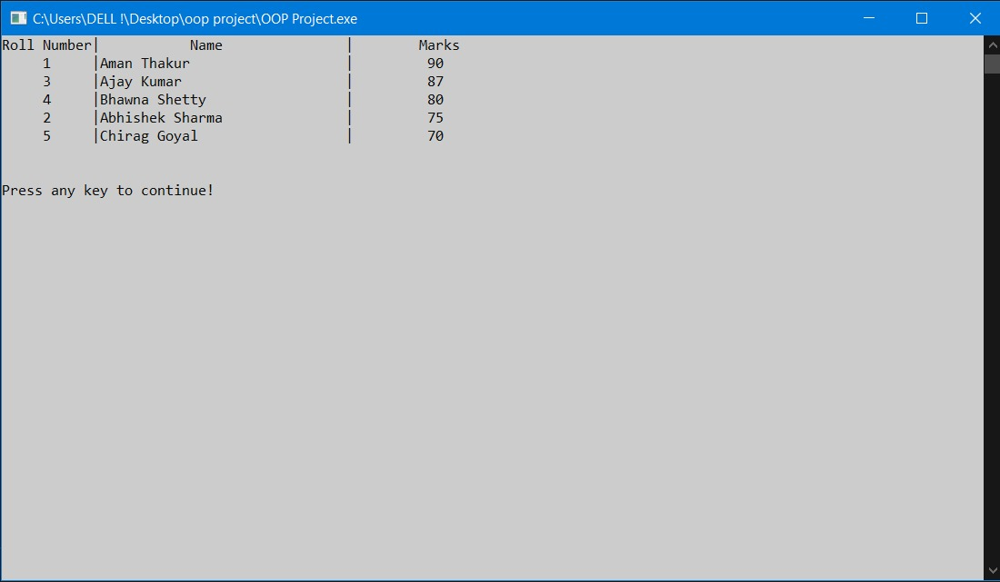 C:\Users\DELL !\Desktop\oop project\OOP Project.exe
Roll Number|           Name               |        Marks
     1     |Aman Thakur                   |         90
     3     |Ajay Kumar                    |         87
     4     |Bhawna Shetty                 |         80
     2     |Abhishek Sharma               |         75
     5     |Chirag Goyal                  |         70
Press any key to continue!